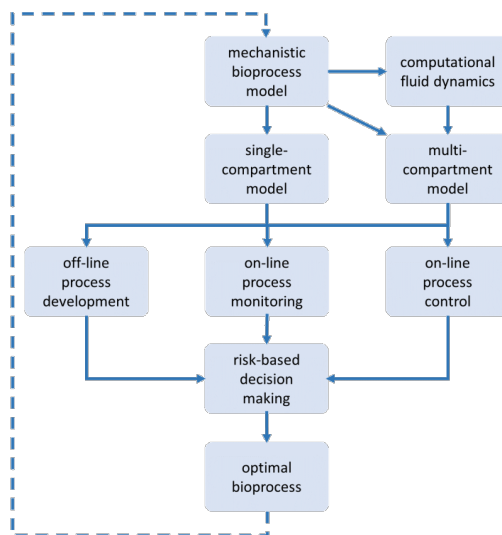 mechanistic
bioprocess
model
computational
fluid dynamics
single-
compartment
model
multi-
compartment
model
off-line
process
development
on-line
process
monitoring
on-line
process
control
risk-based
decision
making
optimal
bioprocess